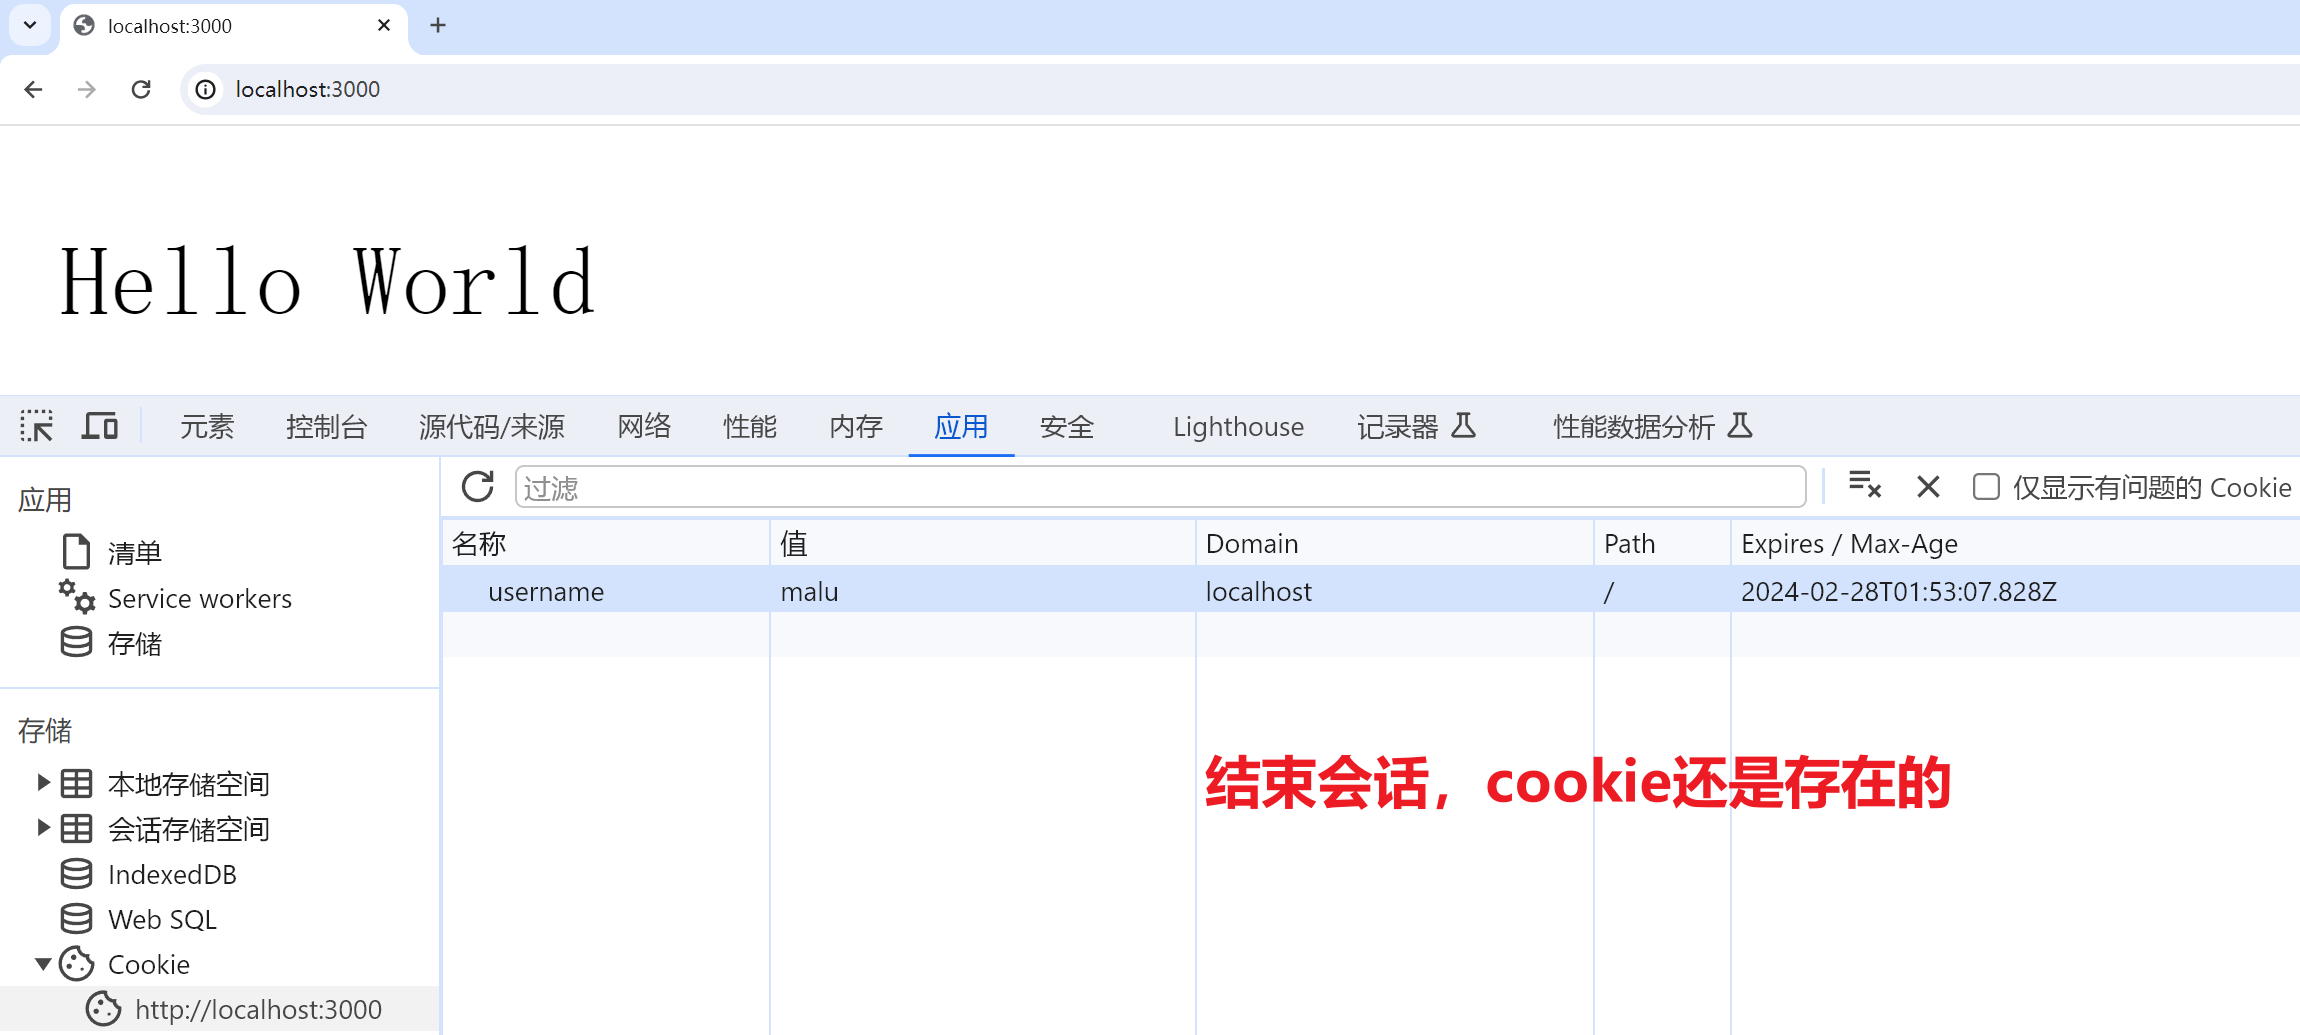 localhost:3000
localhost:3000
Hello World
元素 控制台 源代码/来源 网络 性能 内存 应用 安全 Lighthouse 记录器 性能数据分析
应用
清单
Service workers
存储
存储
本地存储空间
会话存储空间
IndexedDB
Web SQL
Cookie
http://localhost:3000
过滤 仅显示有问题的 Cookie
名称 值 Domain Path Expires / Max-Age
username malu localhost / 2024-02-28T01:53:07.828Z
结束会话，cookie还是存在的